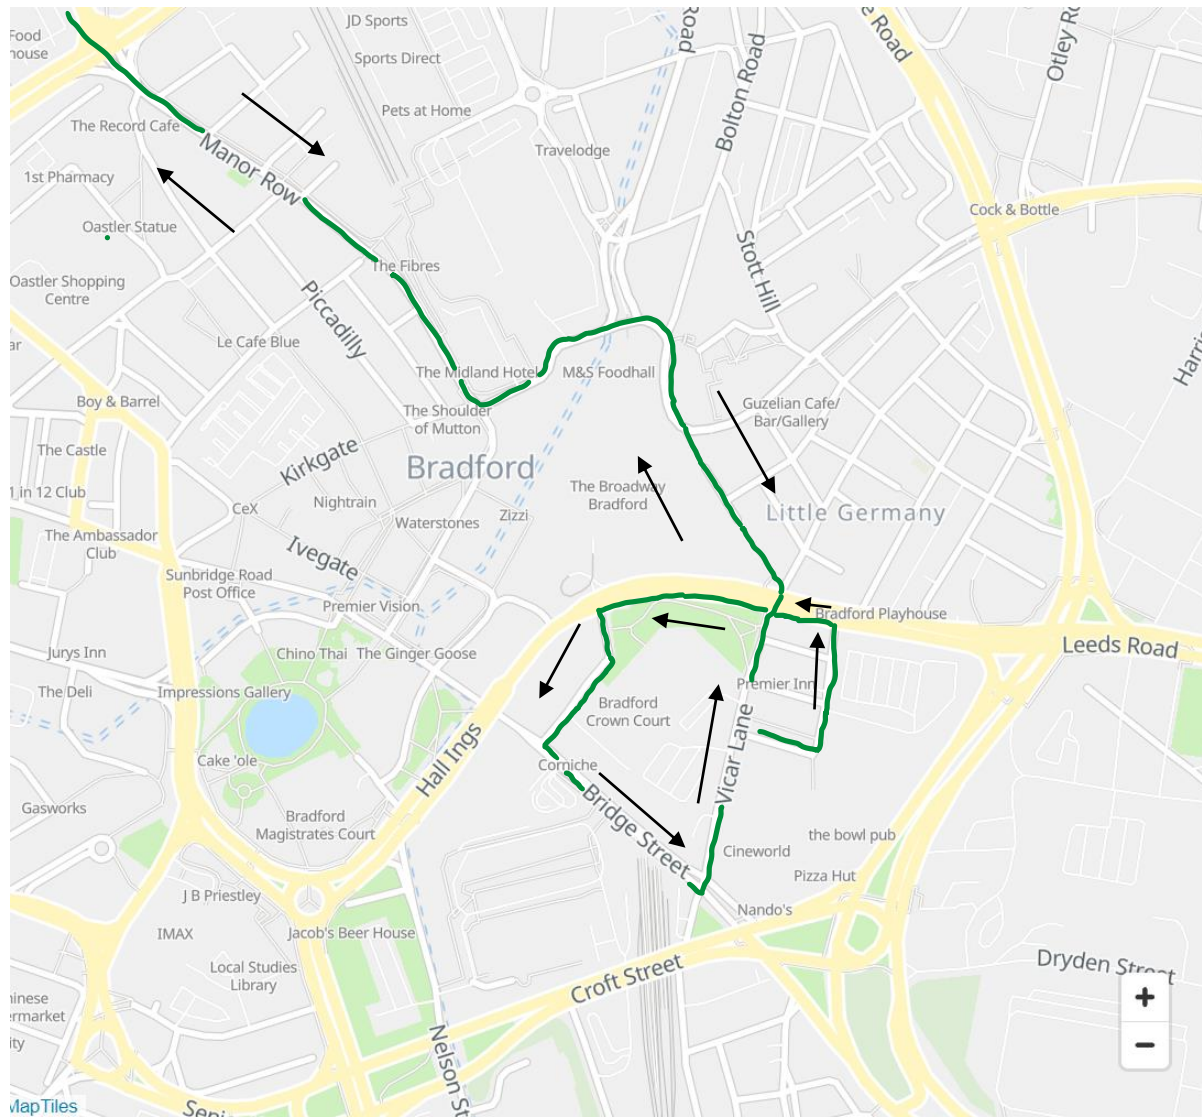 JD Sports
Food
house
Sports Direct
Road
e Road
Otley Ro
Bolton Road
Pets at Home
The Record Cafe
Manor Row
Travelodge
1st Pharmacy
Cock & Bottle
Oastler Statue
Stott Hill
The Fibres
Oastler Shopping
Centre
Piccadilly
Harris
ar
Le Cafe Blue
The Midland Hotel
M&S Foodhall
Boy & Barrel
The Shoulder
of Mutton
Guzelian Cafe/
Bar/Gallery
The Castle
Kirkgate
Bradford
1 in 12 Club
Nightrain
The Broadway
Bradford
CeX
Waterstones
Zizzi
Little Germany
The Ambassador
Club
Ivegate
Sunbridge Road
Post Office
Premier Vision
Bradford Playhouse
Jurys Inn
Chino Thai
The Ginger Goose
Leeds Road
The Deli
Impressions Gallery
Premier Inn
Bradford
Crown Court
Cake 'ole
Hall Ings
Corniche
Vicar Lane
Gasworks
Bradford
Magistrates Court
Bridge Street
the bowl pub
Cineworld
J B Priestley
Pizza Hut
Nando's
IMAX
Jacob's Beer House
Local Studies
Library
Croft Street
Dryden Street
hinese
ermarket
ity
+
−
Nelson St
MapTiles